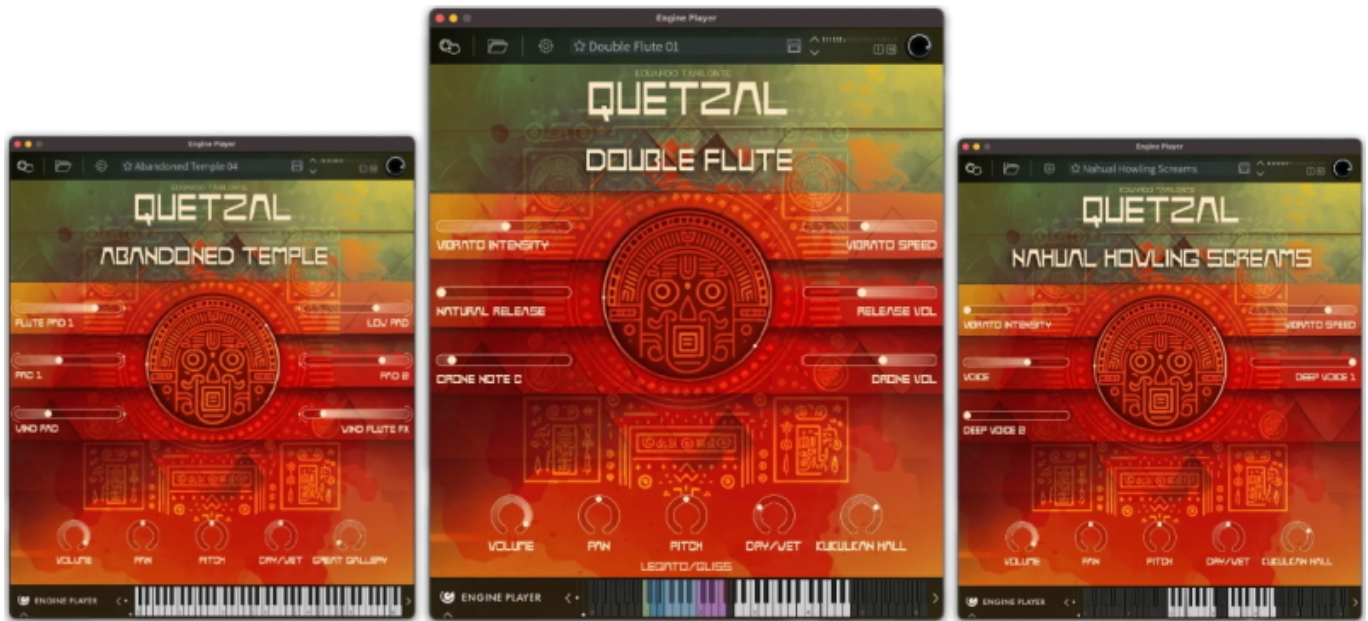 Engine Player
Abandoned Temple 04
EDUARDO TARILONTE
QUETZAL
ABANDONED TEMPLE
FLUTE PAD 1
LOW PAD
PAD 1
PAD 2
WIND PAD
WIND FLUTE FX
VOLUME
PAN
PITCH
DRY/WET
GREAT GALLERY
ENGINE PLAYER
Engine Player
Double Flute 01
EDUARDO TARILONTE
QUETZAL
DOUBLE FLUTE
VIBRATO INTENSITY
VIBRATO SPEED
NATURAL RELEASE
RELEASE VOL
DRONE NOTE C
DRONE VOL
VOLUME
PAN
PITCH
DRY/WET
KUKULKAN HALL
LEGATO/GLISS
ENGINE PLAYER
Engine Player
Nahual Howling Screams
EDUARDO TARILONTE
QUETZAL
NAHUAL HOWLING SCREAMS
VIBRATO INTENSITY
VIBRATO SPEED
VOICE
DEEP VOICE 1
DEEP VOICE 2
VOLUME
PAN
PITCH
DRY/WET
KUKULKAN HALL
ENGINE PLAYER